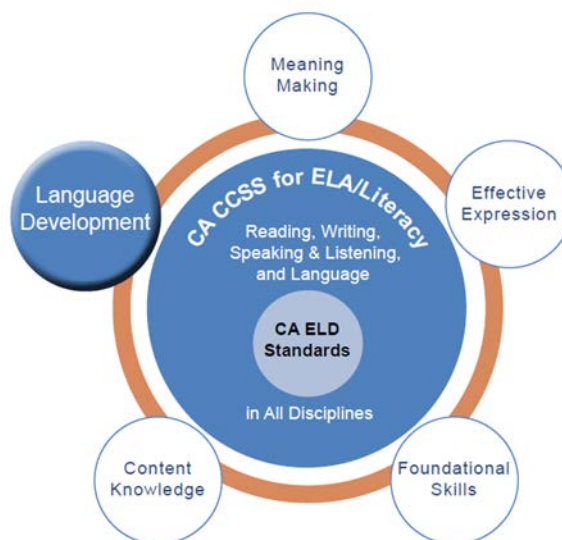 Meaning
Making
Language
Development
Effective
Expression
CA CCSS for ELA/Literacy
Reading, Writing,
Speaking & Listening,
and Language
CA ELD
Standards
in All Disciplines
Content
Knowledge
Foundational
Skills